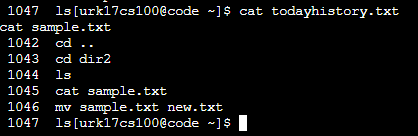 1047  ls[urk17cs100@code ~]$ cat todayhistory.txt
cat sample.txt
1042  cd ..
1043  cd dir2
1044  ls
1045  cat sample.txt
1046  mv sample.txt new.txt
1047  ls[urk17cs100@code ~]$